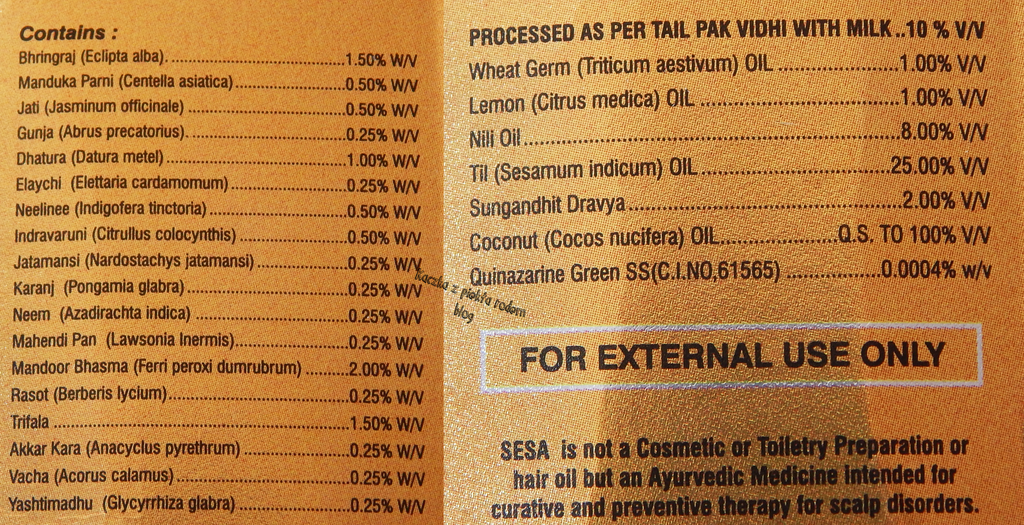 Contains :
Bhringraj (Eclipta alba). ........................................1.50% W/V
Manduka Parni (Centella asiatica)........................0.50% W/V
Jati (Jasminum officinale) ...................................0.50% W/V
Gunja (Abrus precatorius)....................................0.25% W/V
Dhatura (Datura metel) ........................................1.00% W/V
Elaychi (Elettaria cardamomum) .........................0.25% W/V
Neelinee (Indigofera tinctoria)..............................0.50% W/V
Indravaruni (Citrullus colocynthis) ......................0.50% W/V
Jatamansi (Nardostachys jatamansi)...................0.25% W/V
Karanj (Pongamia glabra)...................................0.25% W/V
Neem (Azadirachta indica) .................................0.25% W/V
Mahendi Pan (Lawsonia Inermis)........................0.25% W/V
Mandoor Bhasma (Ferri peroxi dumrubrum) .........2.00% W/V
Rasot (Berberis lycium).......................................0.25% W/V
Trifala ................................................................1.50% W/V
Akkar Kara (Anacyclus pyrethrum) .......................0.25% W/V
Vacha (Acorus calamus)......................................0.25% W/V
Yashtimadhu (Glycyrrhiza glabra)........................0.25% W/V
PROCESSED AS PER TAIL PAK VIDHI WITH MILK..10 % V/V
Wheat Germ (Triticum aestivum) OIL .....................1.00% V/V
Lemon (Citrus medica) OIL ...................................1.00% V/V
Nili Oil.................................................................8.00% V/V
Til (Sesamum indicum) OIL .................................25.00% V/V
Sungandhit Dravya................................................2.00% V/V
Coconut (Cocos nucifera) OIL....................Q.S. TO 100% V/V
Quinazarine Green SS(C.I.NO,61565) ................0.0004% w/v
kaczka z piekła rodem
blog
FOR EXTERNAL USE ONLY
SESA is not a Cosmetic or Toiletry Preparation or
hair oil but an Ayurvedic Medicine intended for
curative and preventive therapy for scalp disorders.